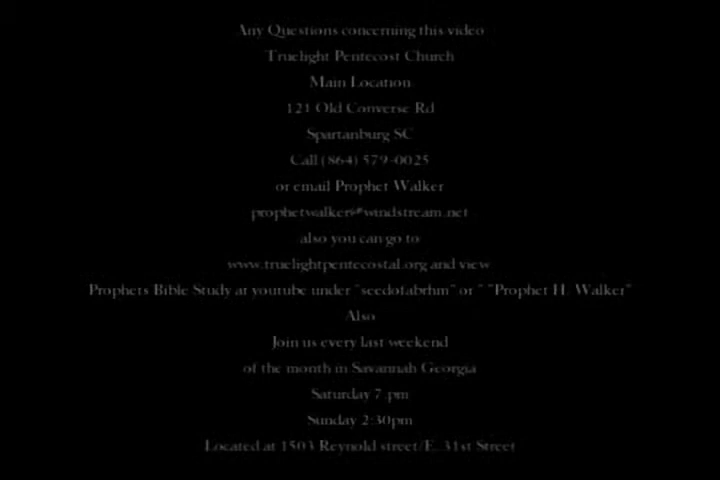 Any Questions concerning this video
Truelight Pentecost Church
Main Location
121 Old Converse Rd
Spartanburg SC
Call (864) 579-0025
or email Prophet Walker
prophetwalker@windstream.net
also you can go to
www.truelightpentecostal.org and view
Prophets Bible Study at youtube under "seedofabrhm" or " "Prophet H. Walker"
Also
Join us every last weekend
of the month in Savannah Georgia
Saturday 7 pm
Sunday 2:30pm
Located at 1503 Reynold street/E. 31st Street